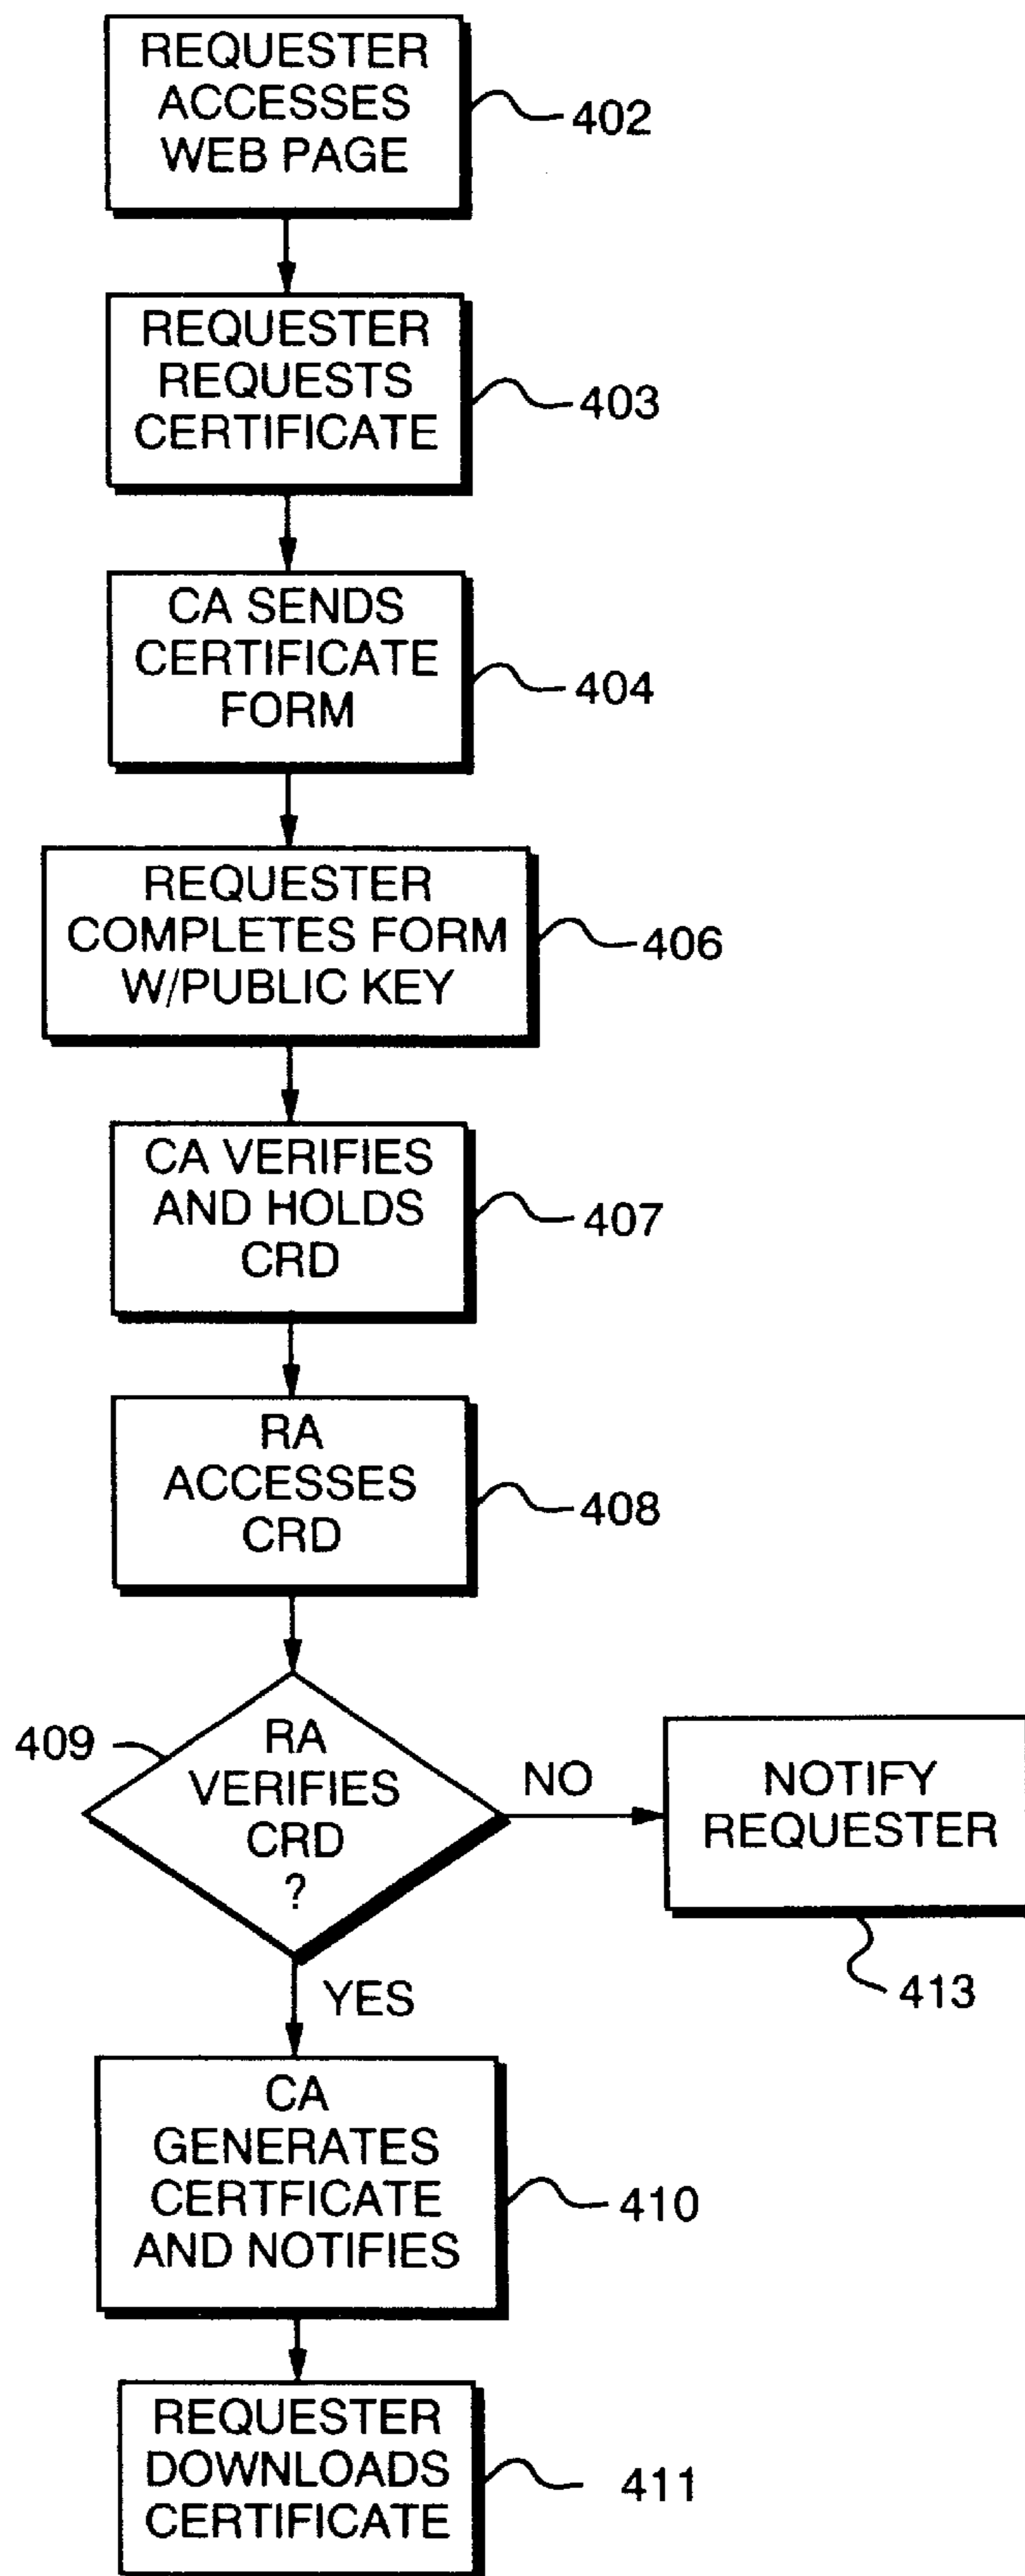 REQUESTER
ACCESSES
WEB PAGE
402
REQUESTER
REQUESTS
CERTIFICATE
403
CA SENDS
CERTIFICATE
FORM
404
REQUESTER
COMPLETES FORM
W/PUBLIC KEY
406
CA VERIFIES
AND HOLDS
CRD
407
RA
ACCESSES
CRD
408
409
RA
VERIFIES
CRD
?
NO
NOTIFY
REQUESTER
413
YES
CA
GENERATES
CERTFICATE
AND NOTIFIES
410
REQUESTER
DOWNLOADS
CERTIFICATE
411